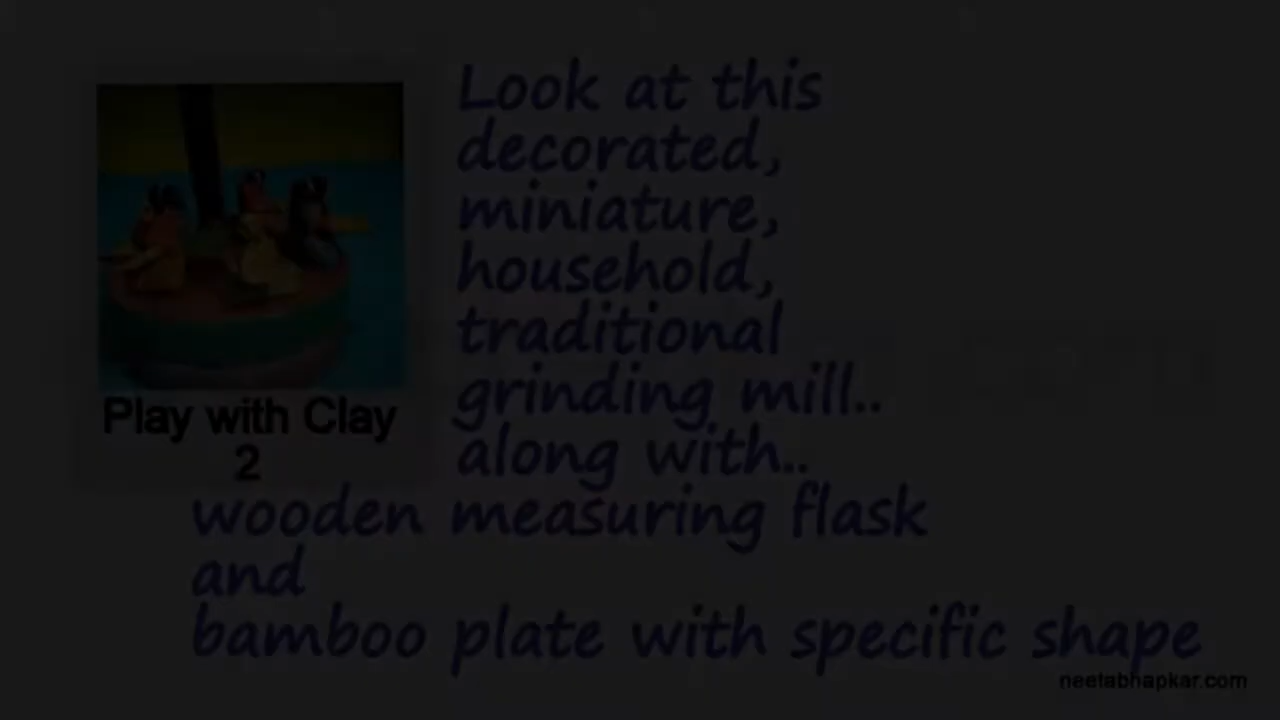 Look at this
decorated,
miniature,
household,
traditional
grinding mill..
along with..
wooden measuring flask
and
bamboo plate with specific shape
Play with Clay
2
neetabhapkar.com